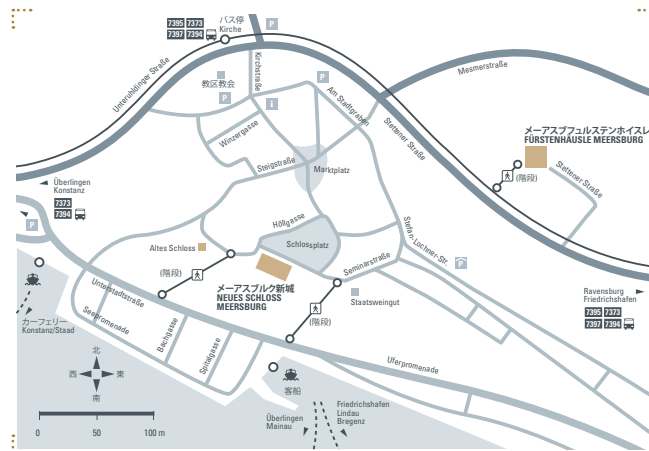 7395 7373
7397 7394
バス停
Kirche
P
Unteruhldinger Straße
教区教会
P
Kirchstraße
i
P
Am Stadtgraben
Mesmerstraße
Stettener Straße
Winzergasse
Steigstraße
Marktplatz
メーアスブフュルステンホイスレ
FÜRSTENHÄUSLE MEERSBURG
(階段)
Stettener Straße
Überlingen
Konstanz
7373
7394
P
Höllgasse
Schlossplatz
Altes Schloss
(階段)
メーアスブルク新城
NEUES SCHLOSS
MEERSBURG
Seminarstraße
Stefan-Lochner-Str.
P
Staatsweingut
(階段)
Ravensburg
Friedrichshafen
7395 7373
7397 7394
カーフェリー
Konstanz/Staad
Unterstadtstraße
Seepromenade
Bachgasse
Spitalgasse
Uferpromenade
北
西 東
南
客船
Überlingen
Mainau
Friedrichshafen
Lindau
Bregenz
0 50 100 m